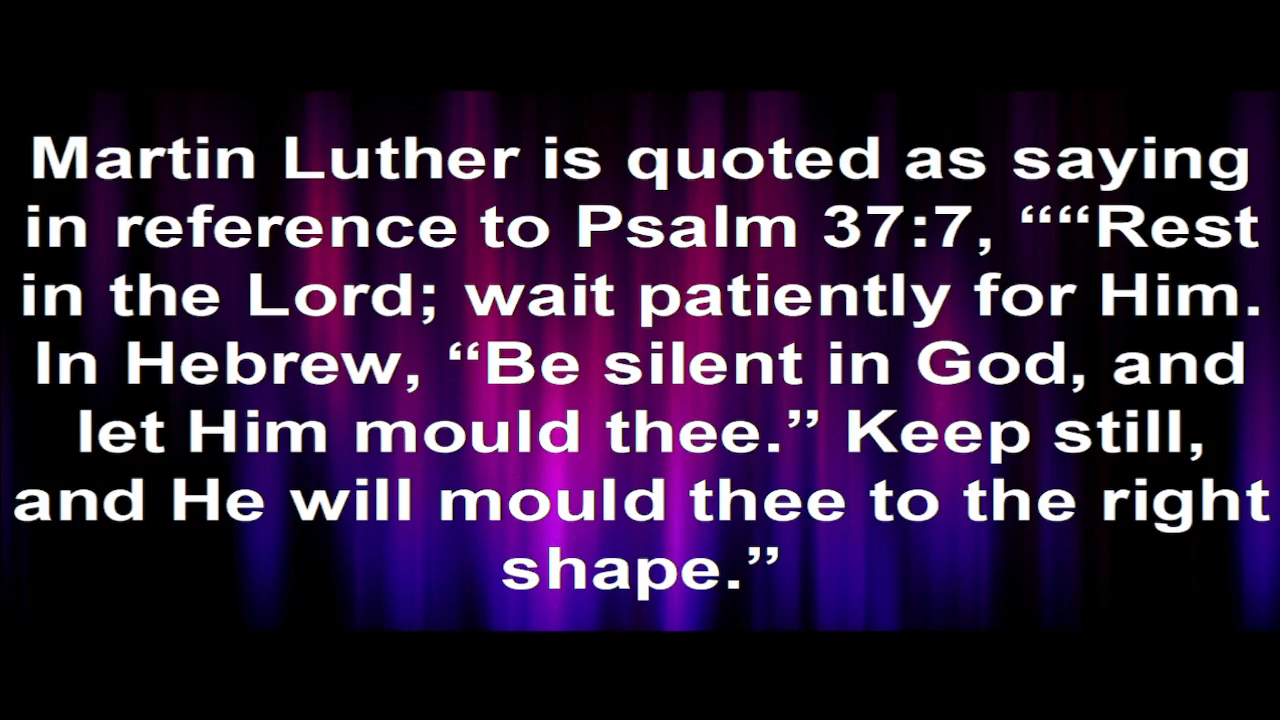 Martin Luther is quoted as saying
in reference to Psalm 37:7, ““Rest
in the Lord; wait patiently for Him.
In Hebrew, “Be silent in God, and
let Him mould thee.” Keep still,
and He will mould thee to the right
shape.”